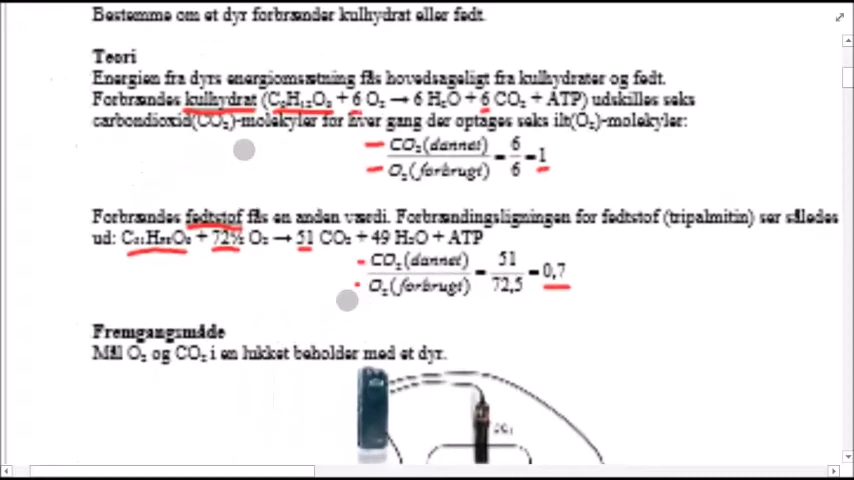 Bestemme om et dyr forbrænder kulhydrat eller fedt.
Teori
Energien fra dyrs energiomsætning fås hovedsageligt fra kulhydrater og fedt.
Forbrændes kulhydrat (C₆H₁₂O₆ + 6 O₂ → 6 H₂O + 6 CO₂ + ATP) udskilles seks
carbondioxid(CO₂)-molekyler for hver gang der optages seks ilt(O₂)-molekyler:
CO₂(dannet) / O₂(forbrugt) = 6/6 = 1
Forbrændes fedtstof fås en anden værdi. Forbrændingsligningen for fedtstof (tripalmitin) ser således
ud: C₅₁H₉₈O₆ + 72½ O₂ → 51 CO₂ + 49 H₂O + ATP
CO₂(dannet) / O₂(forbrugt) = 51/72,5 = 0,7
Fremgangsmåde
Mål O₂ og CO₂ i en lukket beholder med et dyr.